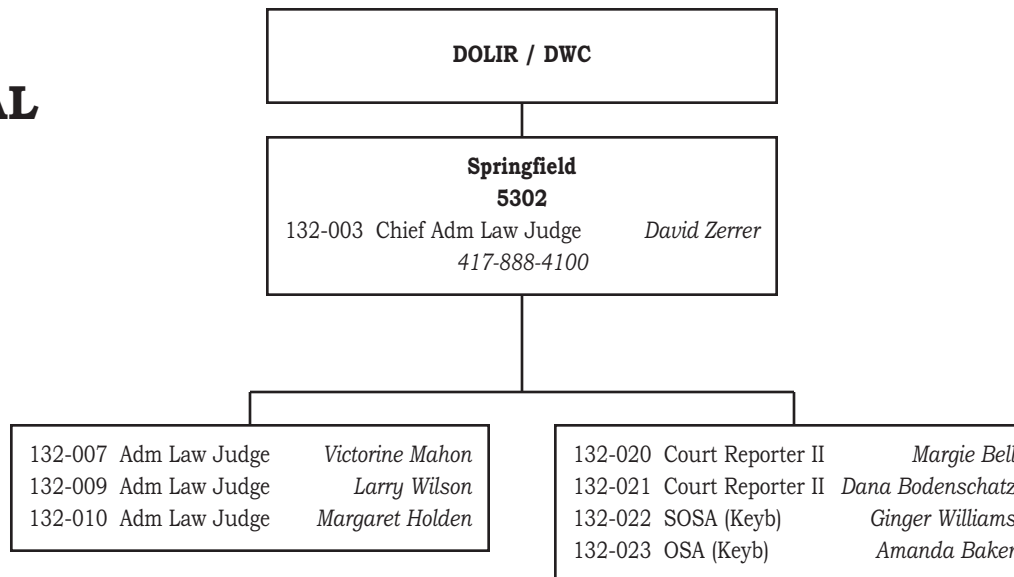 AL
DOLIR / DWC
Springfield
5302
132-003 Chief Adm Law Judge David Zerrer
417-888-4100
132-007 Adm Law Judge Victorine Mahon
132-009 Adm Law Judge Larry Wilson
132-010 Adm Law Judge Margaret Holden
132-020 Court Reporter II Margie Bell
132-021 Court Reporter II Dana Bodenschatz
132-022 SOSA (Keyb) Ginger Williams
132-023 OSA (Keyb) Amanda Baker